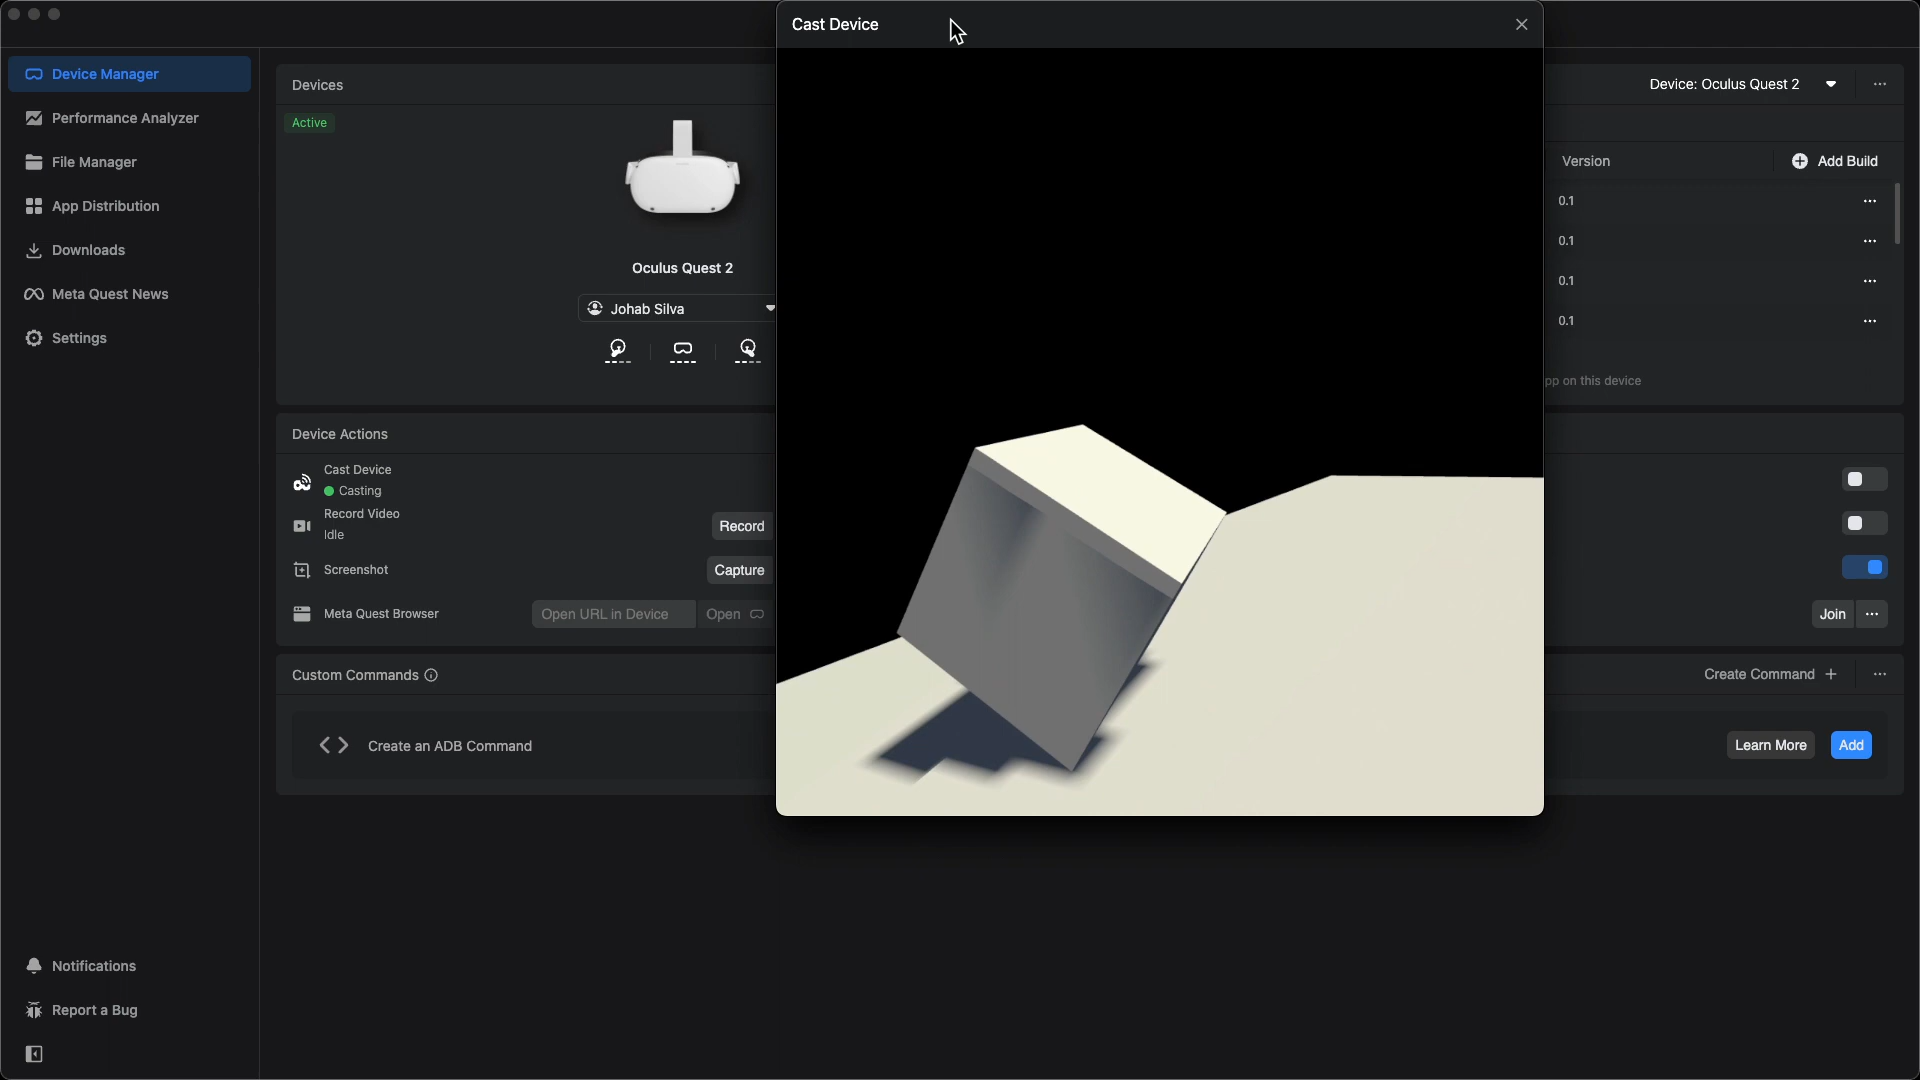 Cast Device
Device Manager
Performance Analyzer
File Manager
App Distribution
Downloads
Meta Quest News
Settings
Notifications
Report a Bug
Devices
Active
Oculus Quest 2
Johab Silva
Device: Oculus Quest 2
Version
Add Build
0.1
0.1
0.1
0.1
on this device
Device Actions
Cast Device
Casting
Record Video
Idle
Record
Screenshot
Capture
Meta Quest Browser
Open URL in Device
Open
Join
Custom Commands
Create Command
Create an ADB Command
Learn More
Add